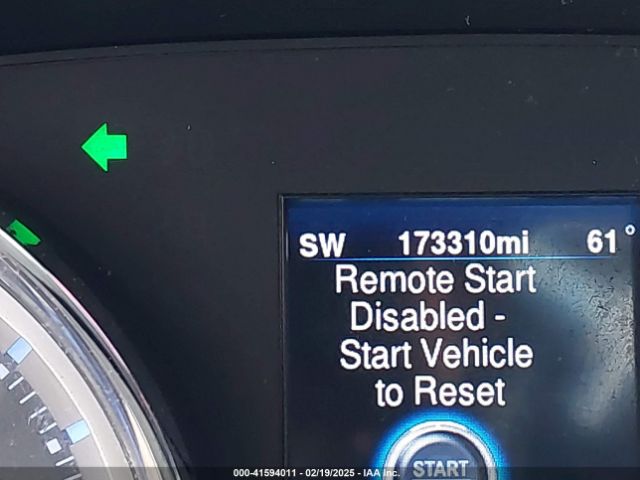 SW 173310mi 61°
Remote Start
Disabled -
Start Vehicle
to Reset
START
000-41594011 - 02/19/2025 - IAA Inc.